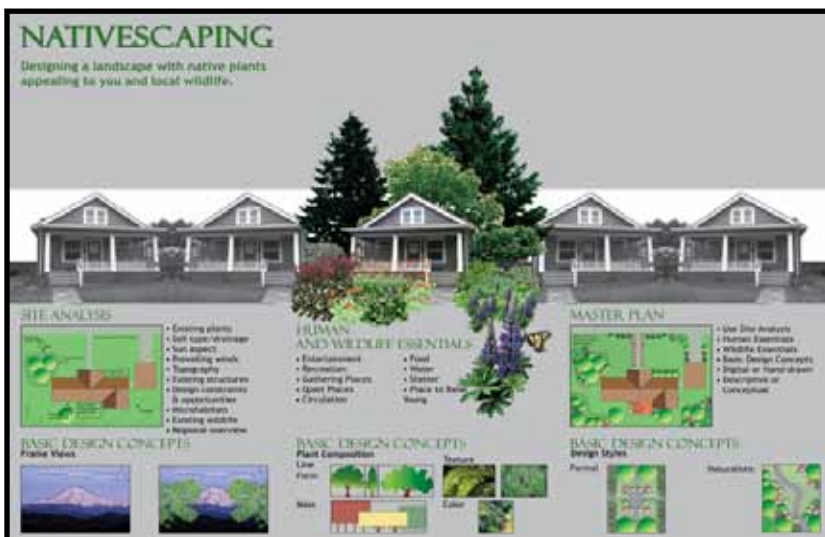 NATIVESCAPING
Designing a landscape with native plants
appealing to you and local wildlife.
SITE ANALYSIS
• Existing plants
• Soil type/drainage
• Sun aspect
• Prevailing winds
• Topography
• Existing structures
• Design constraints
& opportunities
• Microhabitats
• Existing wildlife
• Regional overview
HUMAN
AND WILDLIFE ESSENTIALS
• Entertainment
• Recreation
• Gathering Places
• Quiet Places
• Circulation
• Food
• Water
• Shelter
• Place to Raise
Young
MASTER PLAN
• Use Site Analysis
• Human Essentials
• Wildlife Essentials
• Basic Design Concepts
• Digital or Hand-drawn
• Descriptive or
Conceptual
BASIC DESIGN CONCEPTS
Frame Views
BASIC DESIGN CONCEPTS
Plant Composition
Line
Form
Mass
Texture
Color
BASIC DESIGN CONCEPTS
Design Styles
Formal
Naturalistic